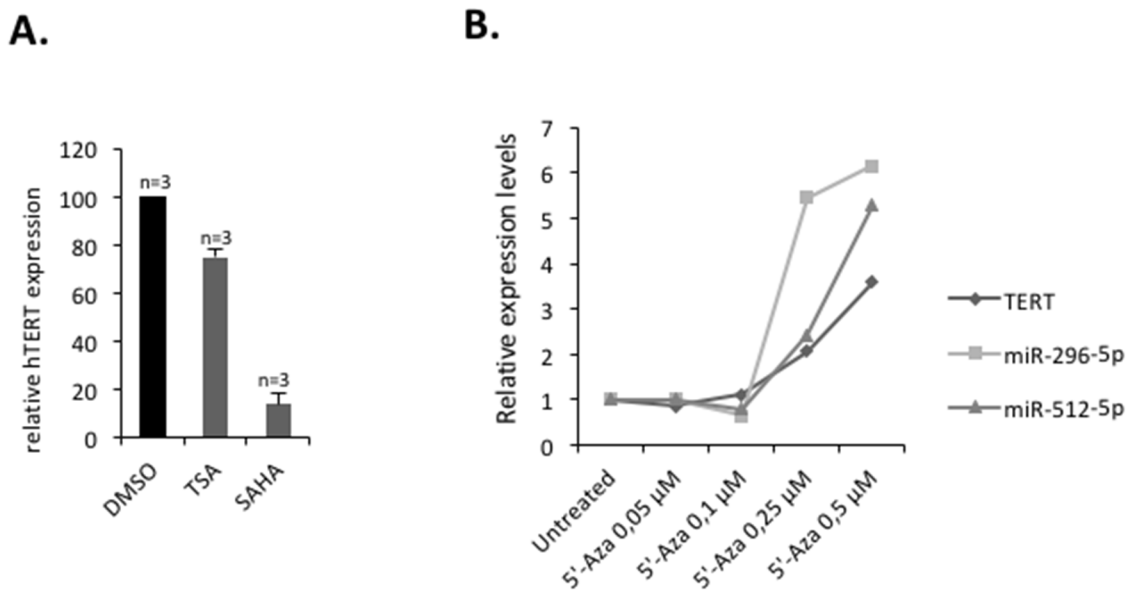 A.
relative hTERT expression
120
100
80
60
40
20
0
n=3
n=3
n=3
DMSO
TSA
SAHA
B.
Relative expression levels
7
6
5
4
3
2
1
0
Untreated
5'-Aza 0,05 µM
5'-Aza 0,1 µM
5'-Aza 0,25 µM
5'-Aza 0,5 µM
TERT
miR-296-5p
miR-512-5p